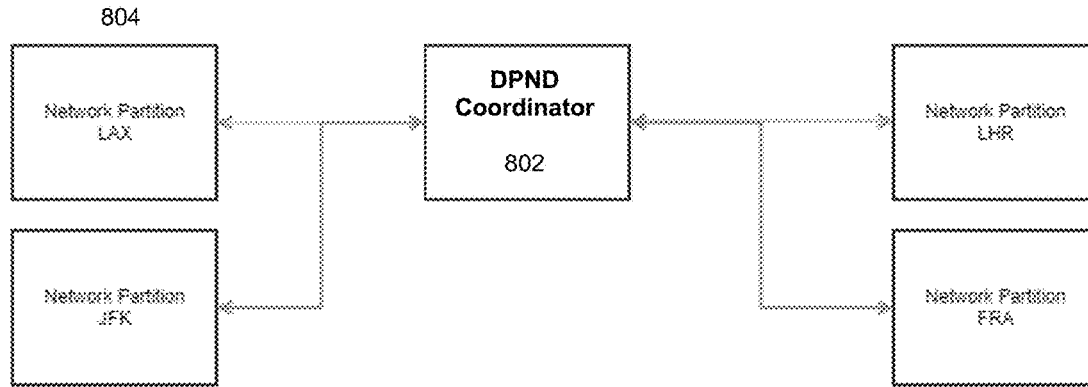 804
Network Partition
LAX
DPND
Coordinator
802
Network Partition
LHR
Network Partition
JFK
Network Partition
FRA